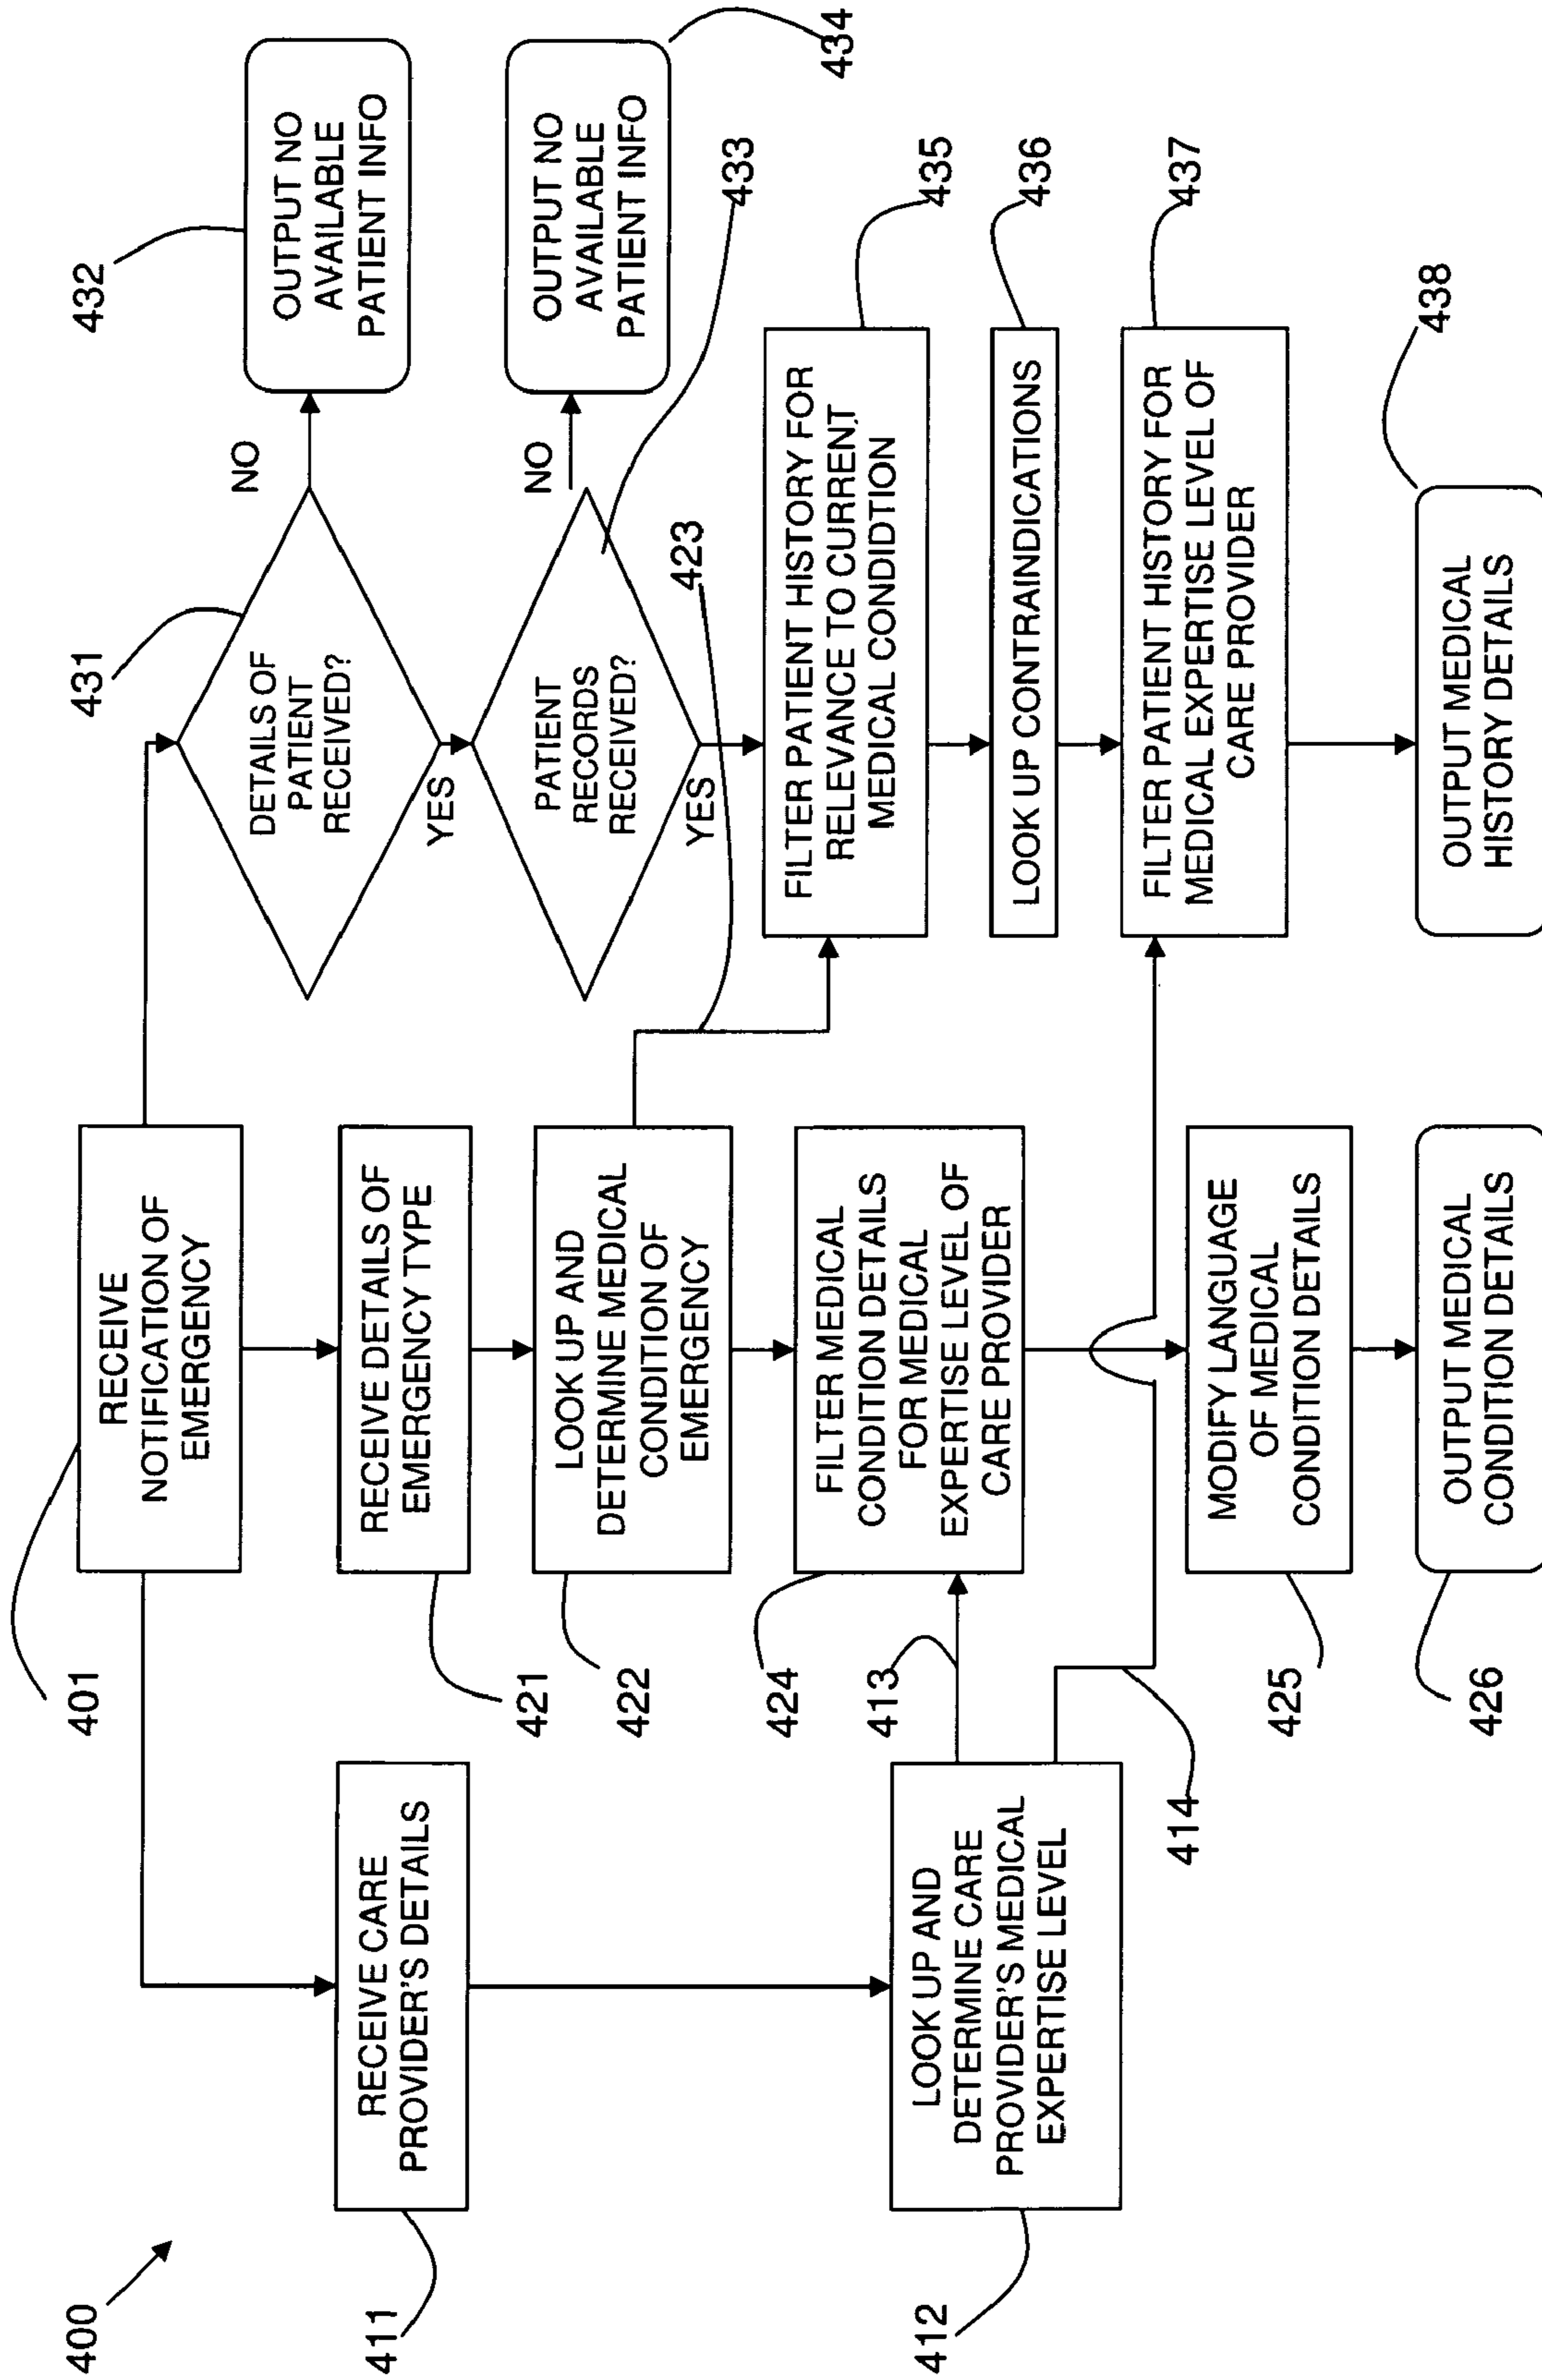 400
401
RECEIVE
NOTIFICATION OF
EMERGENCY
411
RECEIVE CARE
PROVIDER'S DETAILS
412
LOOK UP AND
DETERMINE CARE
PROVIDER'S MEDICAL
EXPERTISE LEVEL
413
414
421
RECEIVE DETAILS OF
EMERGENCY TYPE
422
LOOK UP AND
DETERMINE MEDICAL
CONDITION OF
EMERGENCY
423
424
FILTER MEDICAL
CONDITION DETAILS
FOR MEDICAL
EXPERTISE LEVEL OF
CARE PROVIDER
425
MODIFY LANGUAGE
OF MEDICAL
CONDITION DETAILS
426
OUTPUT MEDICAL
CONDITION DETAILS
431
DETAILS OF
PATIENT
RECEIVED?
NO
YES
432
OUTPUT NO
AVAILABLE
PATIENT INFO
433
PATIENT
RECORDS
RECEIVED?
NO
YES
434
OUTPUT NO
AVAILABLE
PATIENT INFO
435
FILTER PATIENT HISTORY FOR
RELEVANCE TO CURRENT
MEDICAL CONDIDTION
436
LOOK UP CONTRAINDICATIONS
437
FILTER PATIENT HISTORY FOR
MEDICAL EXPERTISE LEVEL OF
CARE PROVIDER
438
OUTPUT MEDICAL
HISTORY DETAILS